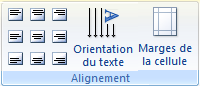 Orientation
du texte
Marges de
la cellule
Alignement